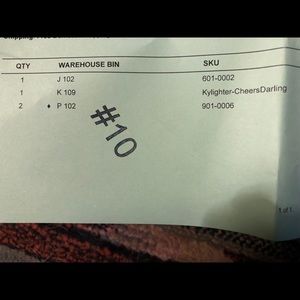 QTY WAREHOUSE BIN SKU
1 J 102 601-0002
1 K 109 Kylighter-CheersDarling
2 ♦ P 102 901-0006
#10
1 of 1